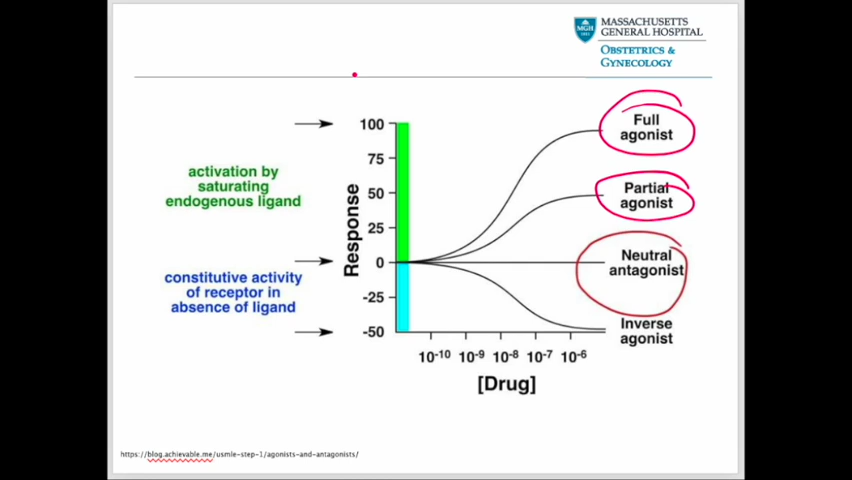 MASSACHUSETTS
GENERAL HOSPITAL
OBSTETRICS &
GYNECOLOGY
MGH
1811
activation by
saturating
endogenous ligand
constitutive activity
of receptor in
absence of ligand
Response
100
75
50
25
0
-25
-50
10-10 10-9 10-8 10-7 10-6
[Drug]
Full
agonist
Partial
agonist
Neutral
antagonist
Inverse
agonist
https://blog.achievable.me/usmle-step-1/agonists-and-antagonists/